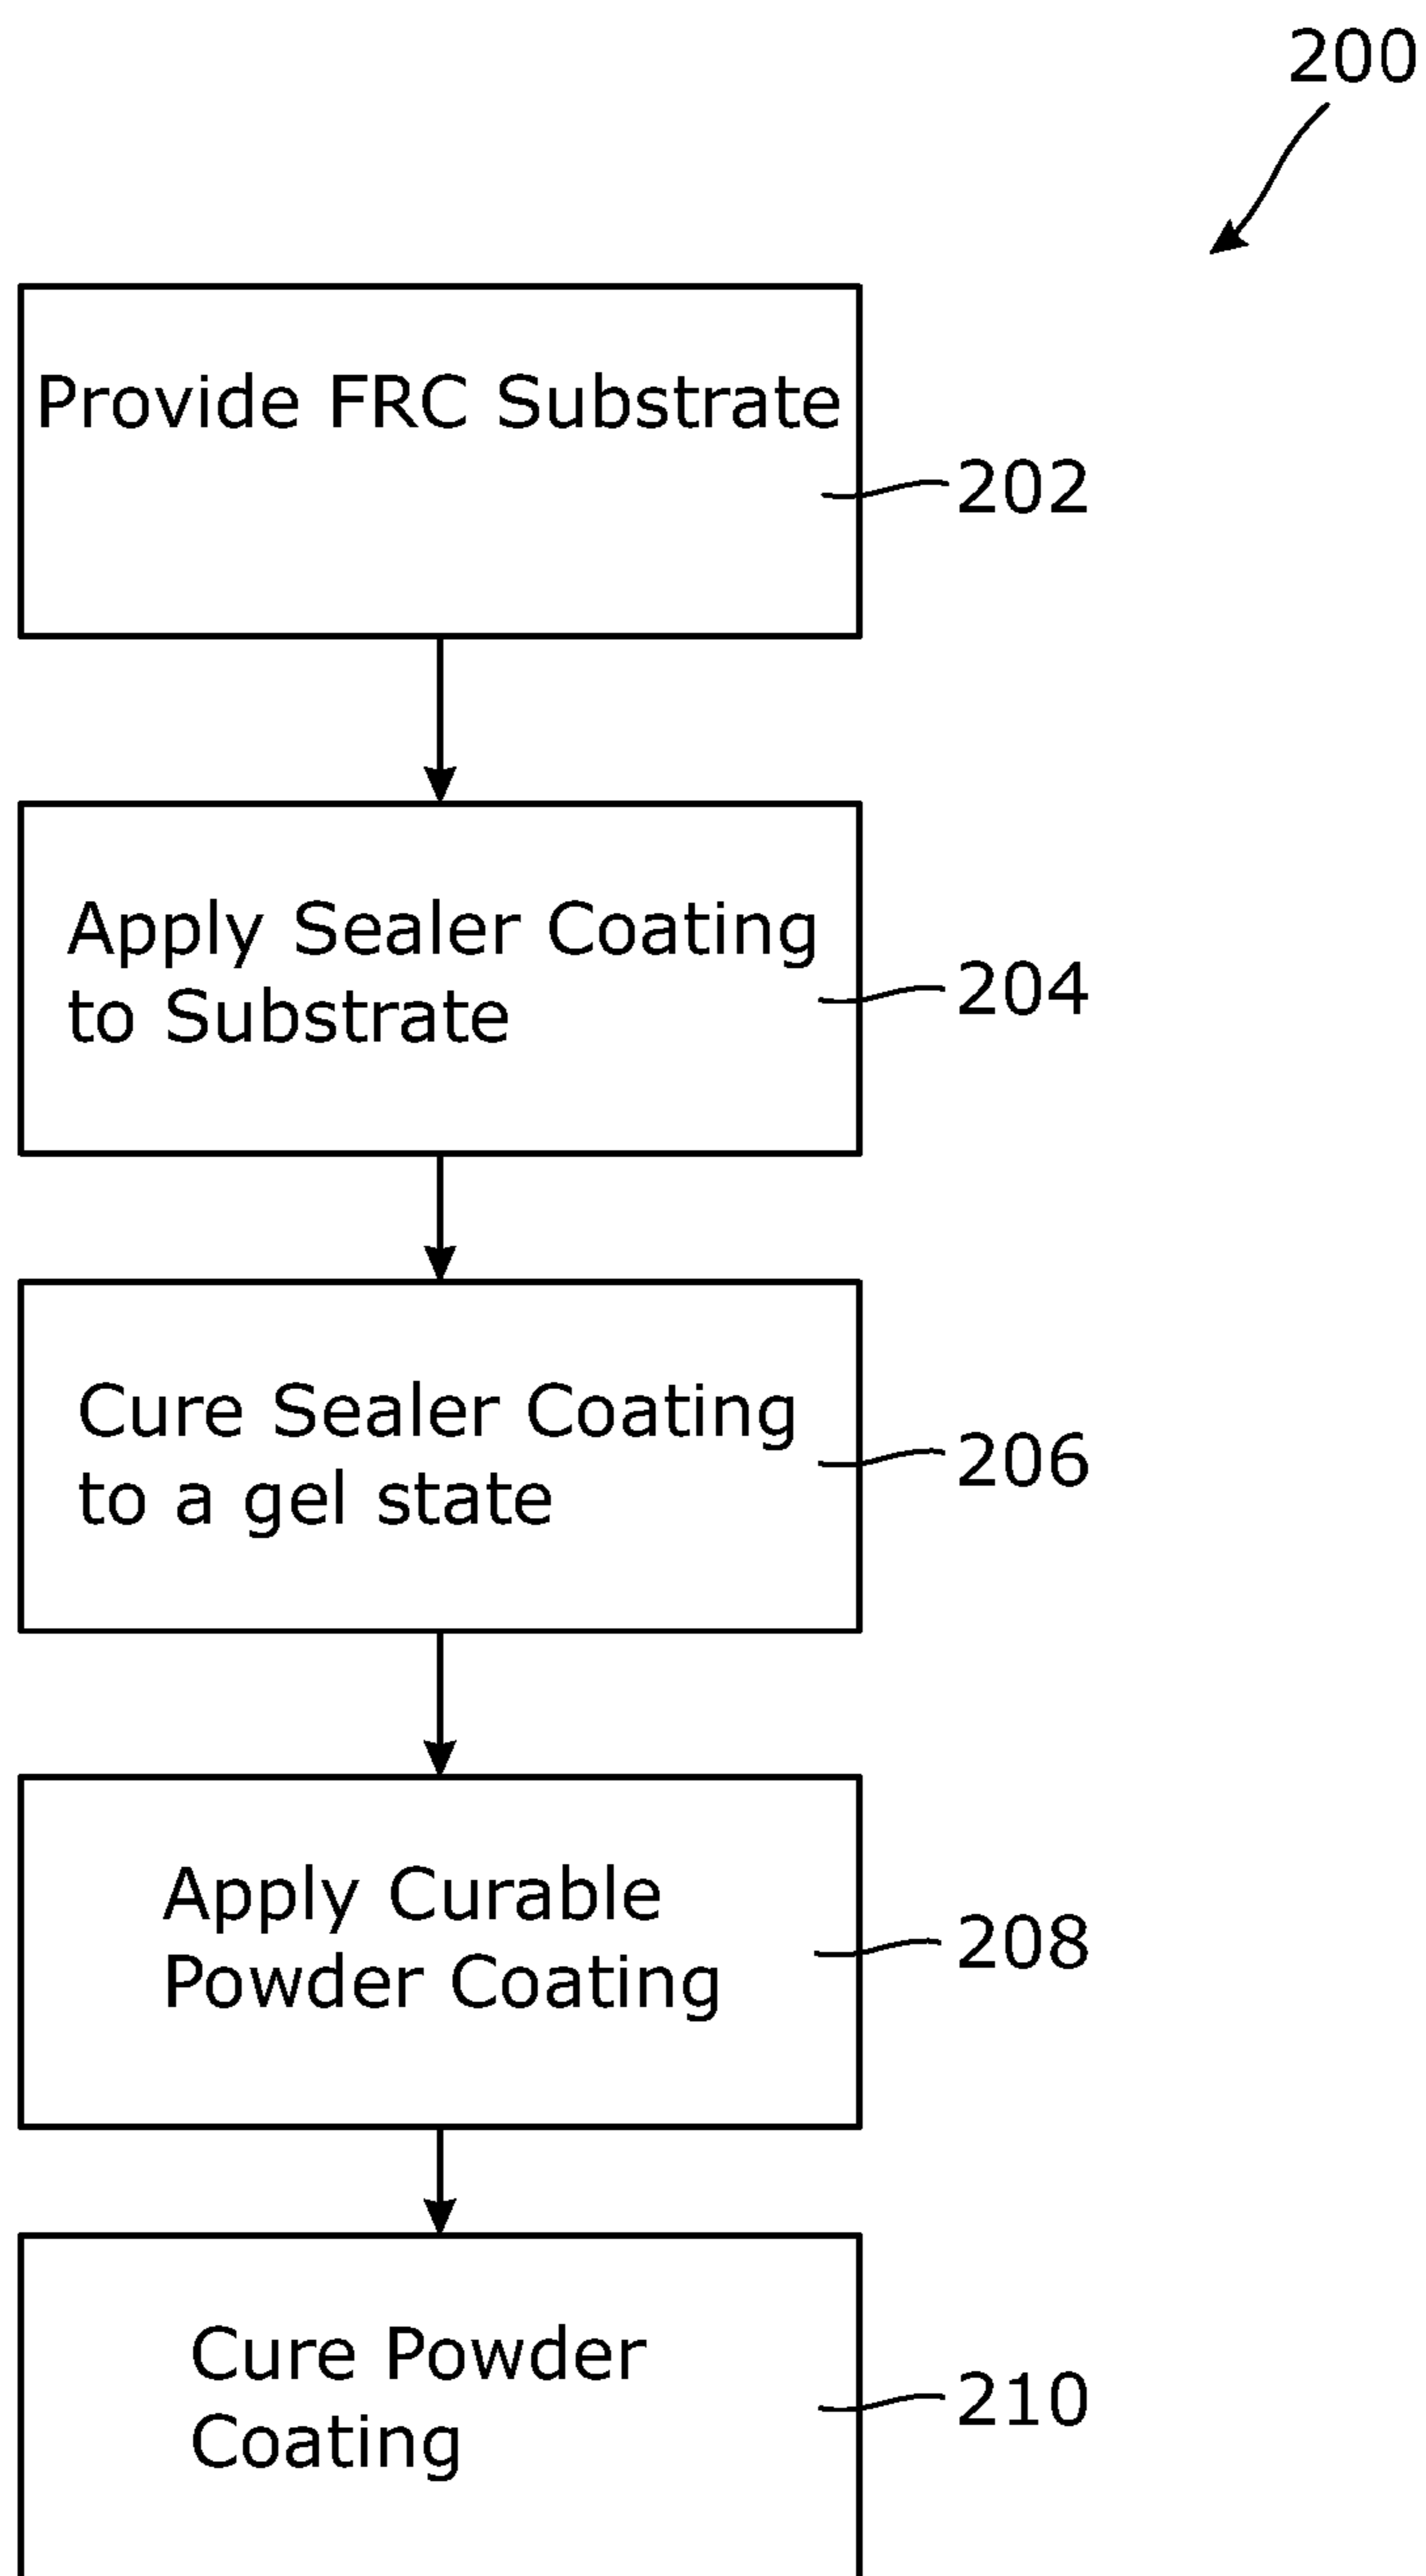 200
Provide FRC Substrate
202
Apply Sealer Coating
to Substrate
204
Cure Sealer Coating
to a gel state
206
Apply Curable
Powder Coating
208
Cure Powder
Coating
210